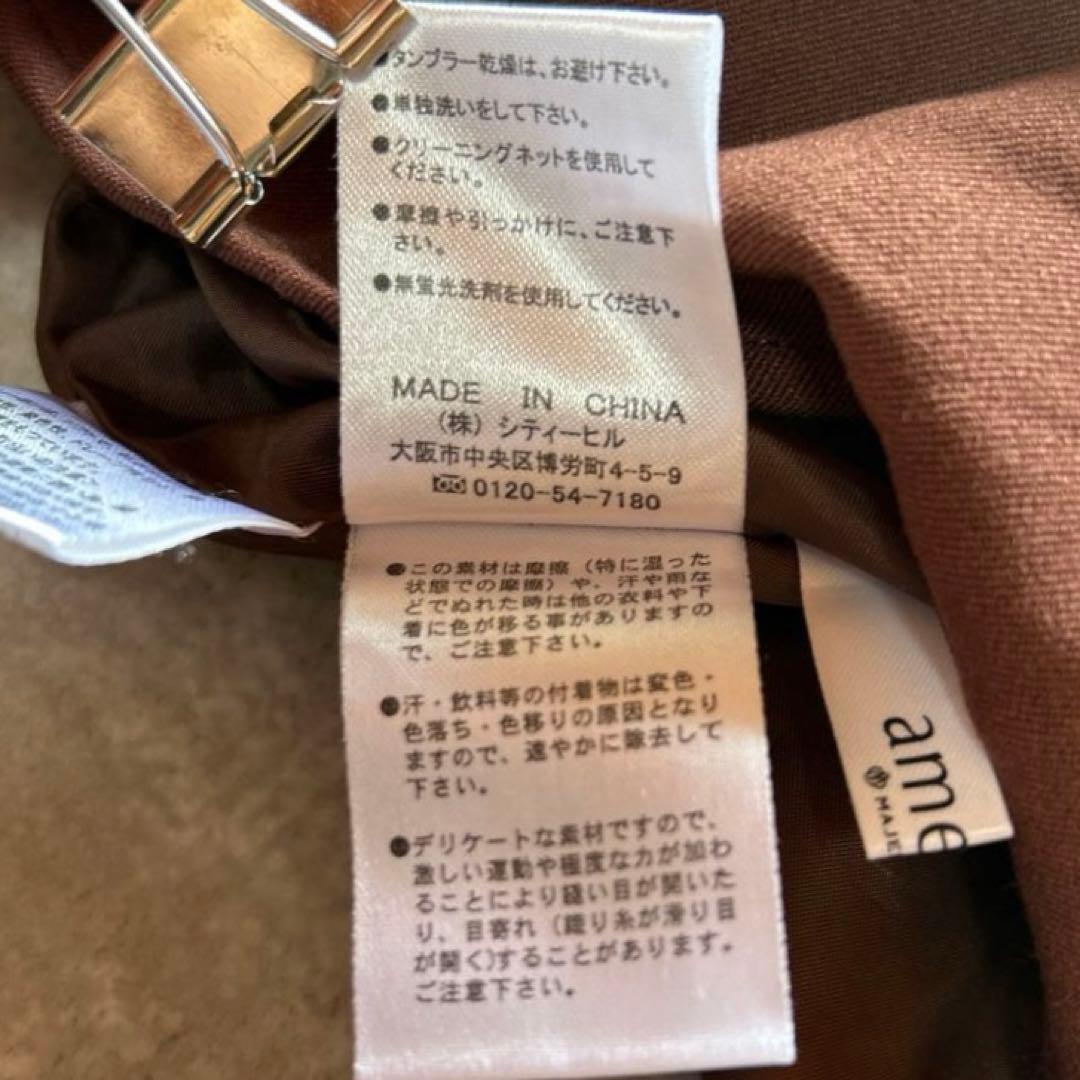 ●タンブラー乾燥は、お避け下さい。
●単独洗いをして下さい。
●クリーニングネットを使用して
ください。
●摩擦や引っかけに、ご注意下
さい。
●無蛍光洗剤を使用してください。
MADE IN CHINA
(株) シティーヒル
大阪市中央区博労町4-5-9
0120-54-7180
●この素材は摩擦 (特に湿った
状態での摩擦) や、汗や雨な
どでぬれた時は他の衣料や下
着に色が移る事がありますの
で、ご注意下さい。
●汗・飲料等の付着物は変色・
色落ち・色移りの原因となり
ますので、速やかに除去して
下さい。
●デリケートな素材ですので、
激しい運動や極度な力が加わ
ることにより縫い目が開いた
り、目寄れ (織り糸が滑り目
が開く)することがあります。
ご注意下さい。
ame
MAJE